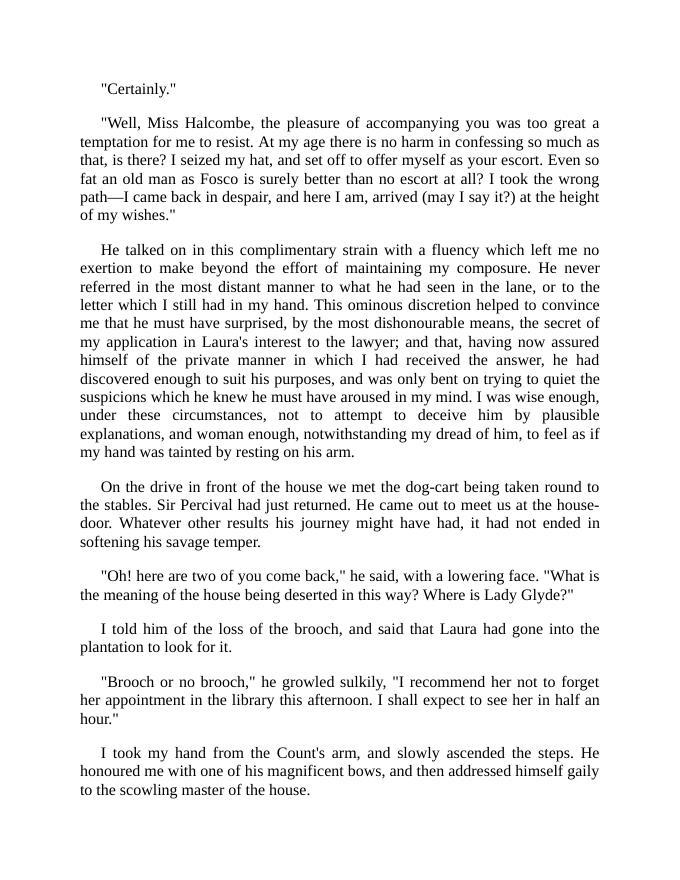 "Certainly."
"Well, Miss Halcombe, the pleasure of accompanying you was too great a
temptation for me to resist. At my age there is no harm in confessing so much as
that, is there? I seized my hat, and set off to offer myself as your escort. Even so
fat an old man as Fosco is surely better than no escort at all? I took the wrong
path—I came back in despair, and here I am, arrived (may I say it?) at the height
of my wishes."
He talked on in this complimentary strain with a fluency which left me no
exertion to make beyond the effort of maintaining my composure. He never
referred in the most distant manner to what he had seen in the lane, or to the
letter which I still had in my hand. This ominous discretion helped to convince
me that he must have surprised, by the most dishonourable means, the secret of
my application in Laura's interest to the lawyer; and that, having now assured
himself of the private manner in which I had received the answer, he had
discovered enough to suit his purposes, and was only bent on trying to quiet the
suspicions which he knew he must have aroused in my mind. I was wise enough,
under these circumstances, not to attempt to deceive him by plausible
explanations, and woman enough, notwithstanding my dread of him, to feel as if
my hand was tainted by resting on his arm.
On the drive in front of the house we met the dog-cart being taken round to
the stables. Sir Percival had just returned. He came out to meet us at the house-
door. Whatever other results his journey might have had, it had not ended in
softening his savage temper.
"Oh! here are two of you come back," he said, with a lowering face. "What is
the meaning of the house being deserted in this way? Where is Lady Glyde?"
I told him of the loss of the brooch, and said that Laura had gone into the
plantation to look for it.
"Brooch or no brooch," he growled sulkily, "I recommend her not to forget
her appointment in the library this afternoon. I shall expect to see her in half an
hour."
I took my hand from the Count's arm, and slowly ascended the steps. He
honoured me with one of his magnificent bows, and then addressed himself gaily
to the scowling master of the house.